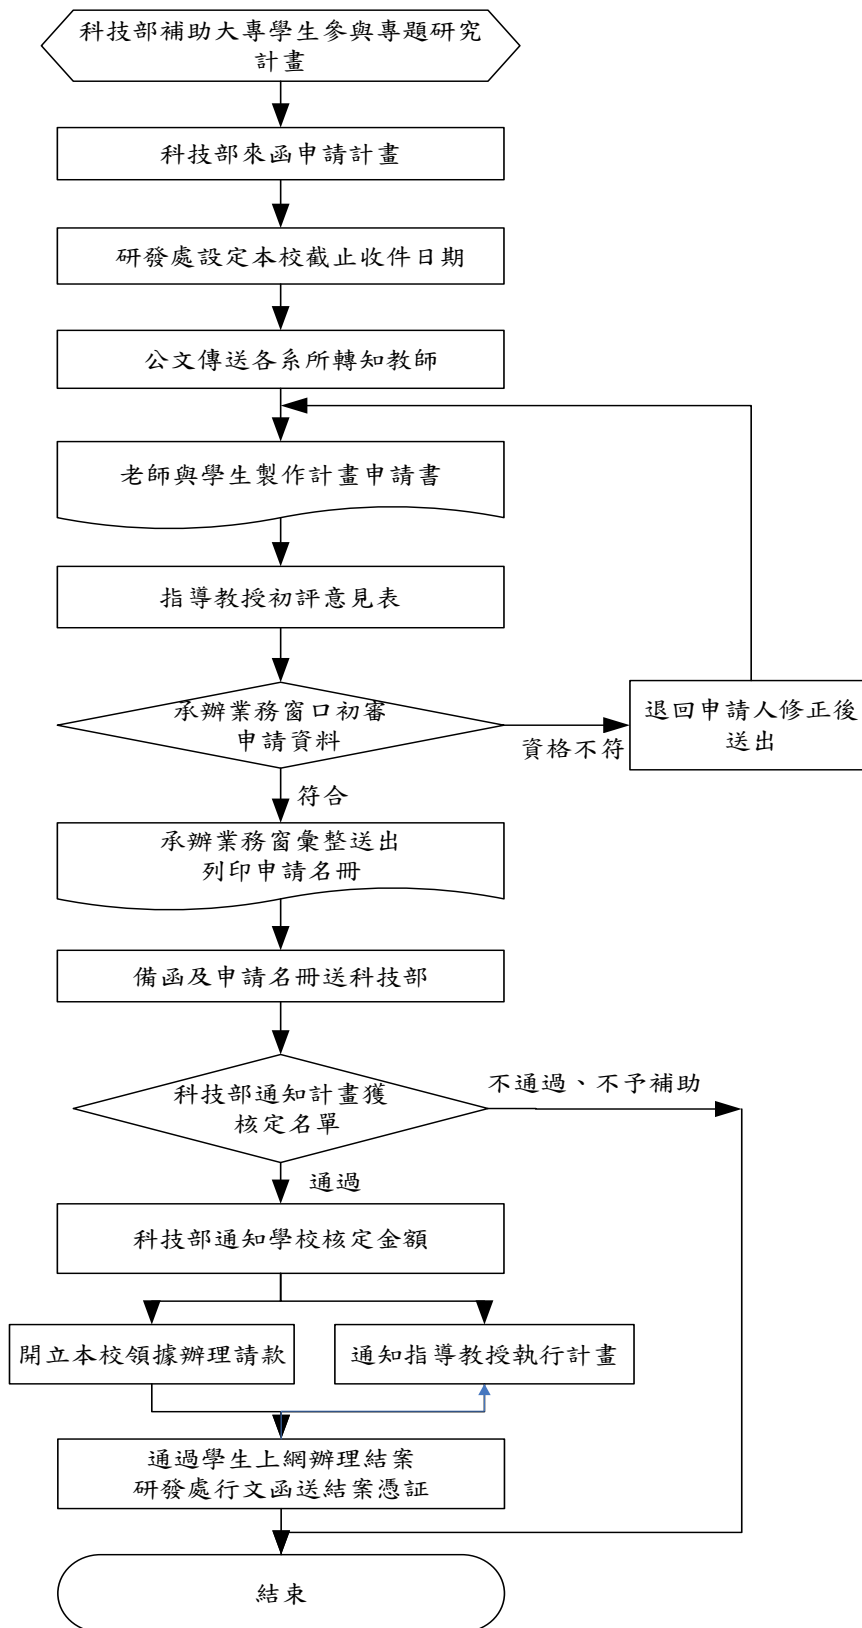 科技部補助大專學生參與專題研究
計畫
科技部來函申請計畫
研發處設定本校截止收件日期
公文傳送各系所轉知教師
老師與學生製作計畫申請書
指導教授初評意見表
承辦業務窗口初審
申請資料
資格不符
退回申請人修正後
送出
符合
承辦業務窗彙整送出
列印申請名冊
備函及申請名冊送科技部
科技部通知計畫獲
核定名單
不通過、不予補助
通過
科技部通知學校核定金額
開立本校領據辦理請款
通知指導教授執行計畫
通過學生上網辦理結案
研發處行文函送結案憑証
結束